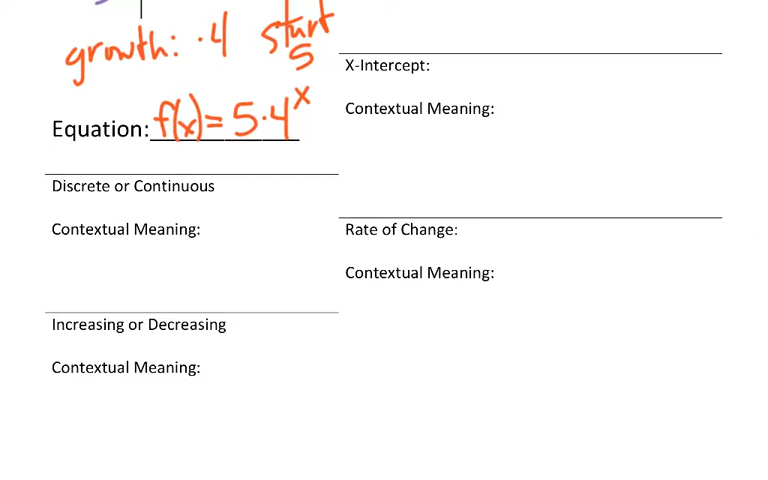 growth: ·4 start
5
Equation: f(x) = 5·4^x
Discrete or Continuous
Contextual Meaning:
Increasing or Decreasing
Contextual Meaning:
X-Intercept:
Contextual Meaning:
Rate of Change:
Contextual Meaning: